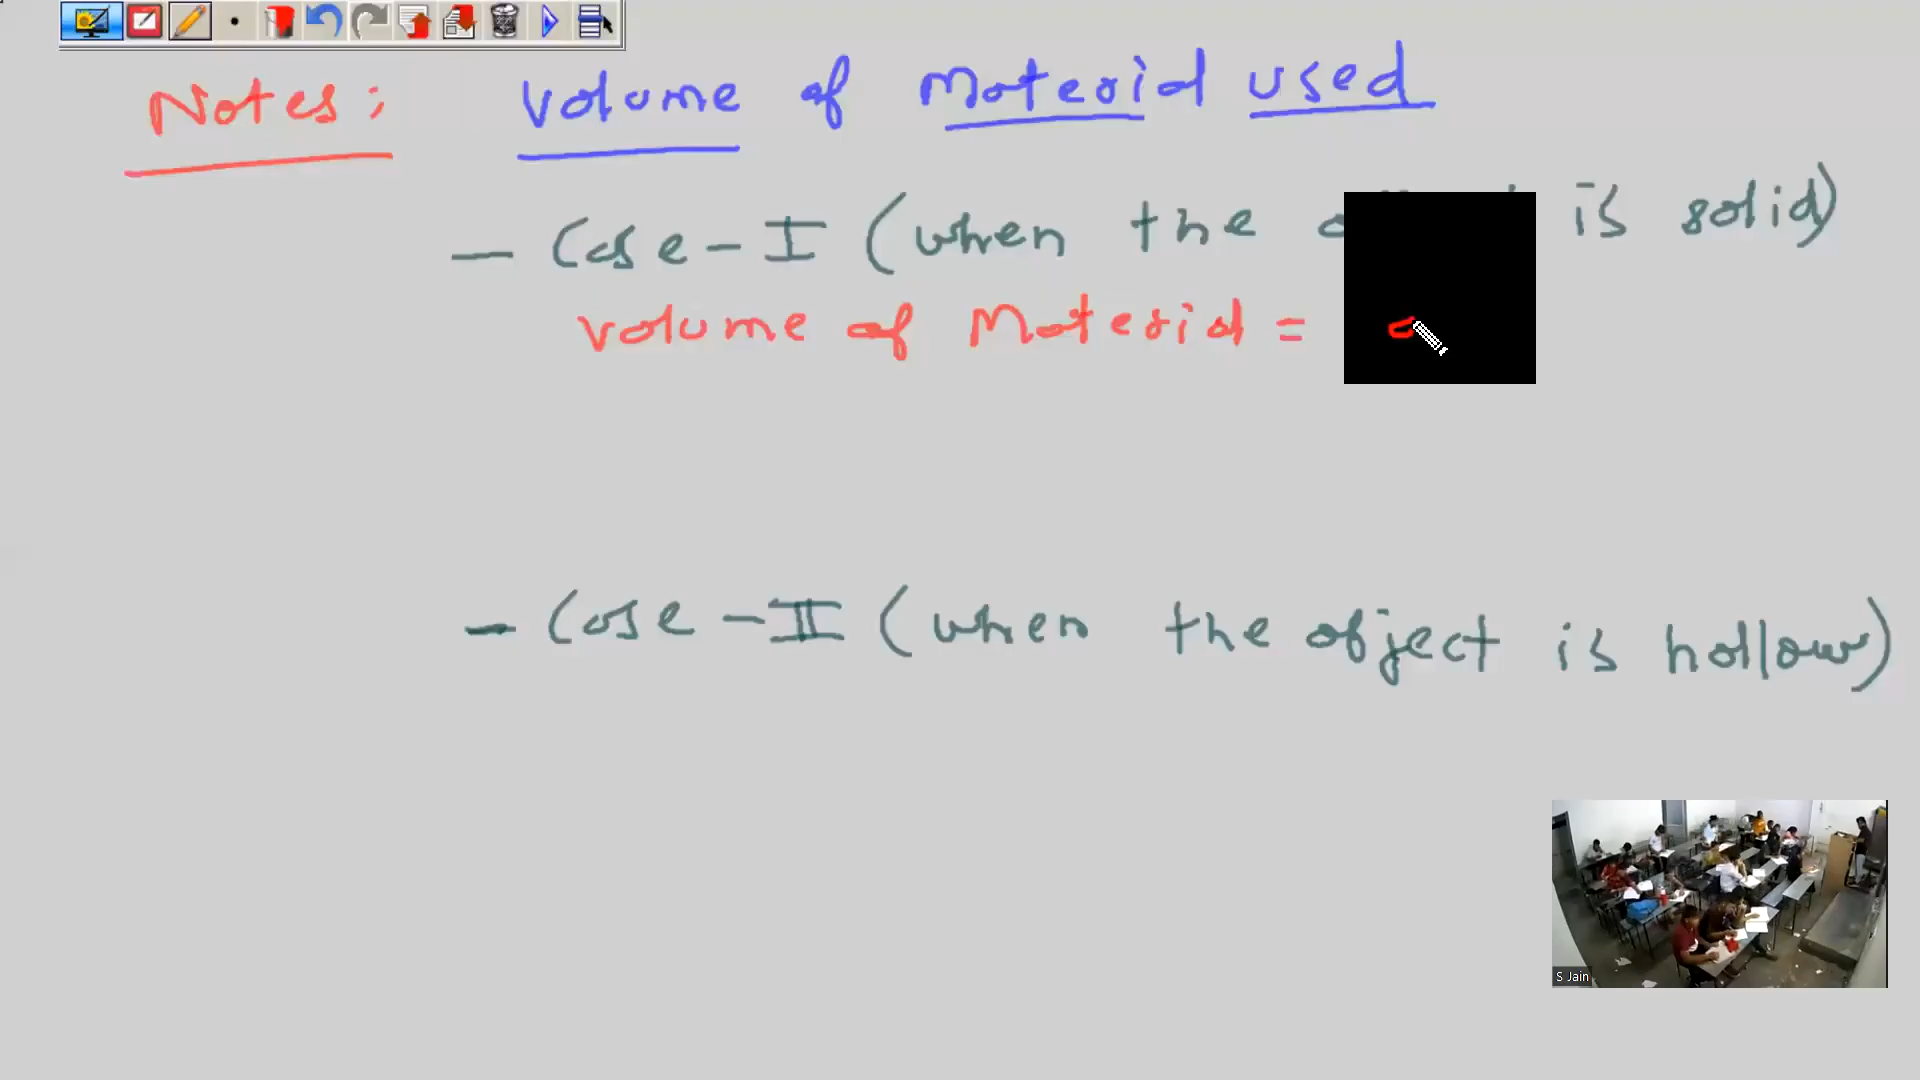 Notes: Volume of Material used
- Case-I (when the is solid)
Volume of Material =
- Case-II (when the object is hollow)
S Jain